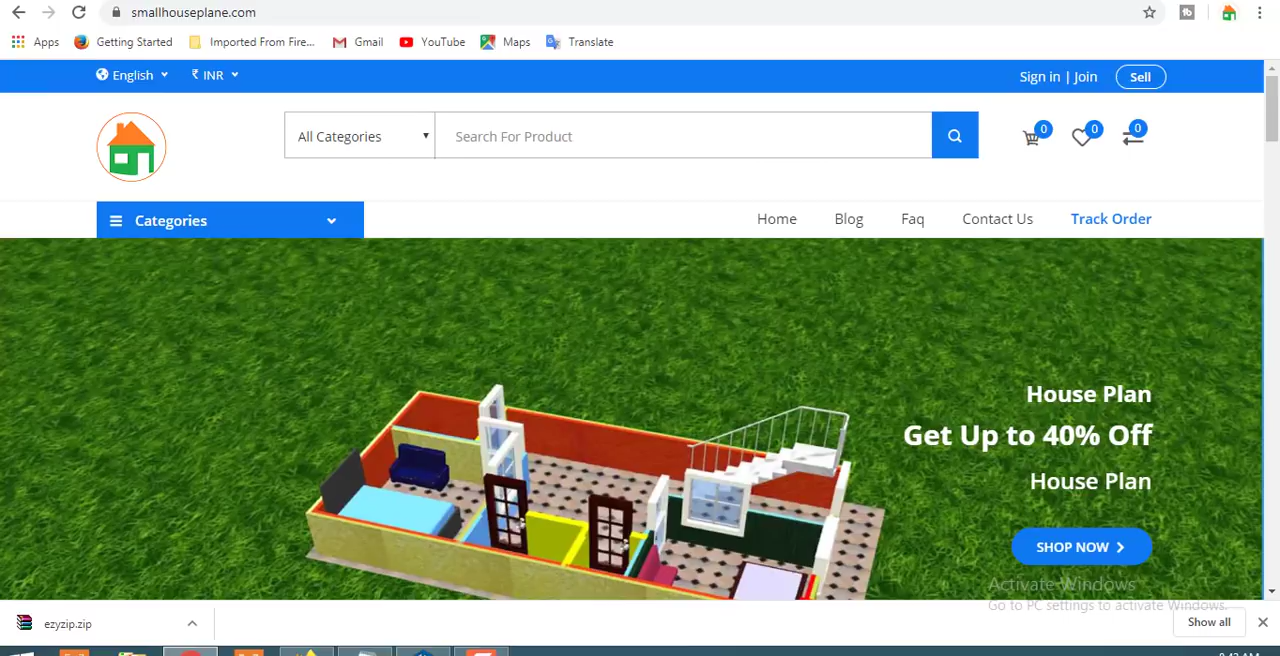 smallhouseplane.com
Apps Getting Started Imported From Fire... Gmail YouTube Maps Translate
English ₹ INR Sign in | Join Sell
All Categories Search For Product 0 0 0
Categories Home Blog Faq Contact Us Track Order
House Plan
Get Up to 40% Off
House Plan
SHOP NOW
Activate Windows
Go to PC settings to activate Windows.
ezyzip.zip Show all